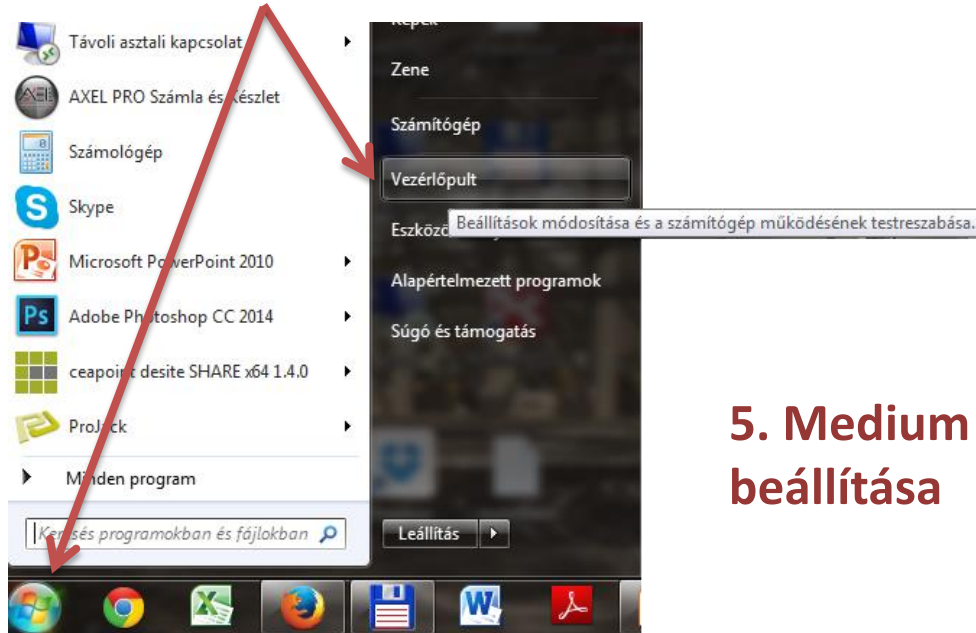 Távoli asztali kapcsolat
AXEL PRO Számla és Készlet
Számológép
Skype
Microsoft PowerPoint 2010
Adobe Photoshop CC 2014
ceapoint desite SHARE x64 1.4.0
ProJack
Minden program
Keresés programokban és fájlokban
Képek
Zene
Számítógép
Vezérlőpult
Beállítások módosítása és a számítógép működésének testreszabása.
Alapértelmezett programok
Súgó és támogatás
Leállítás
5. Medium
beállítása